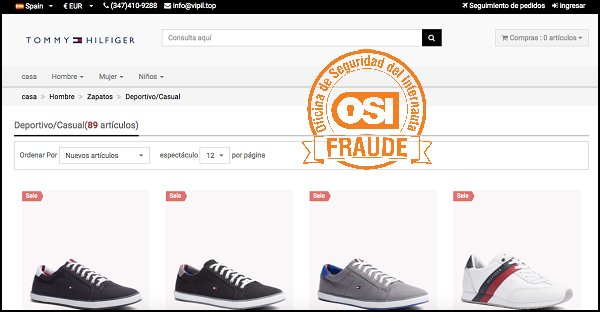 Spain € EUR (347)410-9288 info@vipil.top Seguimiento de pedidos Ingresar
TOMMY HILFIGER
Consulta aquí
Compras : 0 artículos
casa Hombre Mujer Niños
casa » Hombre » Zapatos » Deportivo/Casual
Oficina de Seguridad del Internauta
OSI
FRAUDE
Deportivo/Casual(89 artículos)
Ordenar Por Nuevos artículos espectáculo 12 por página
Sale Sale Sale Sale